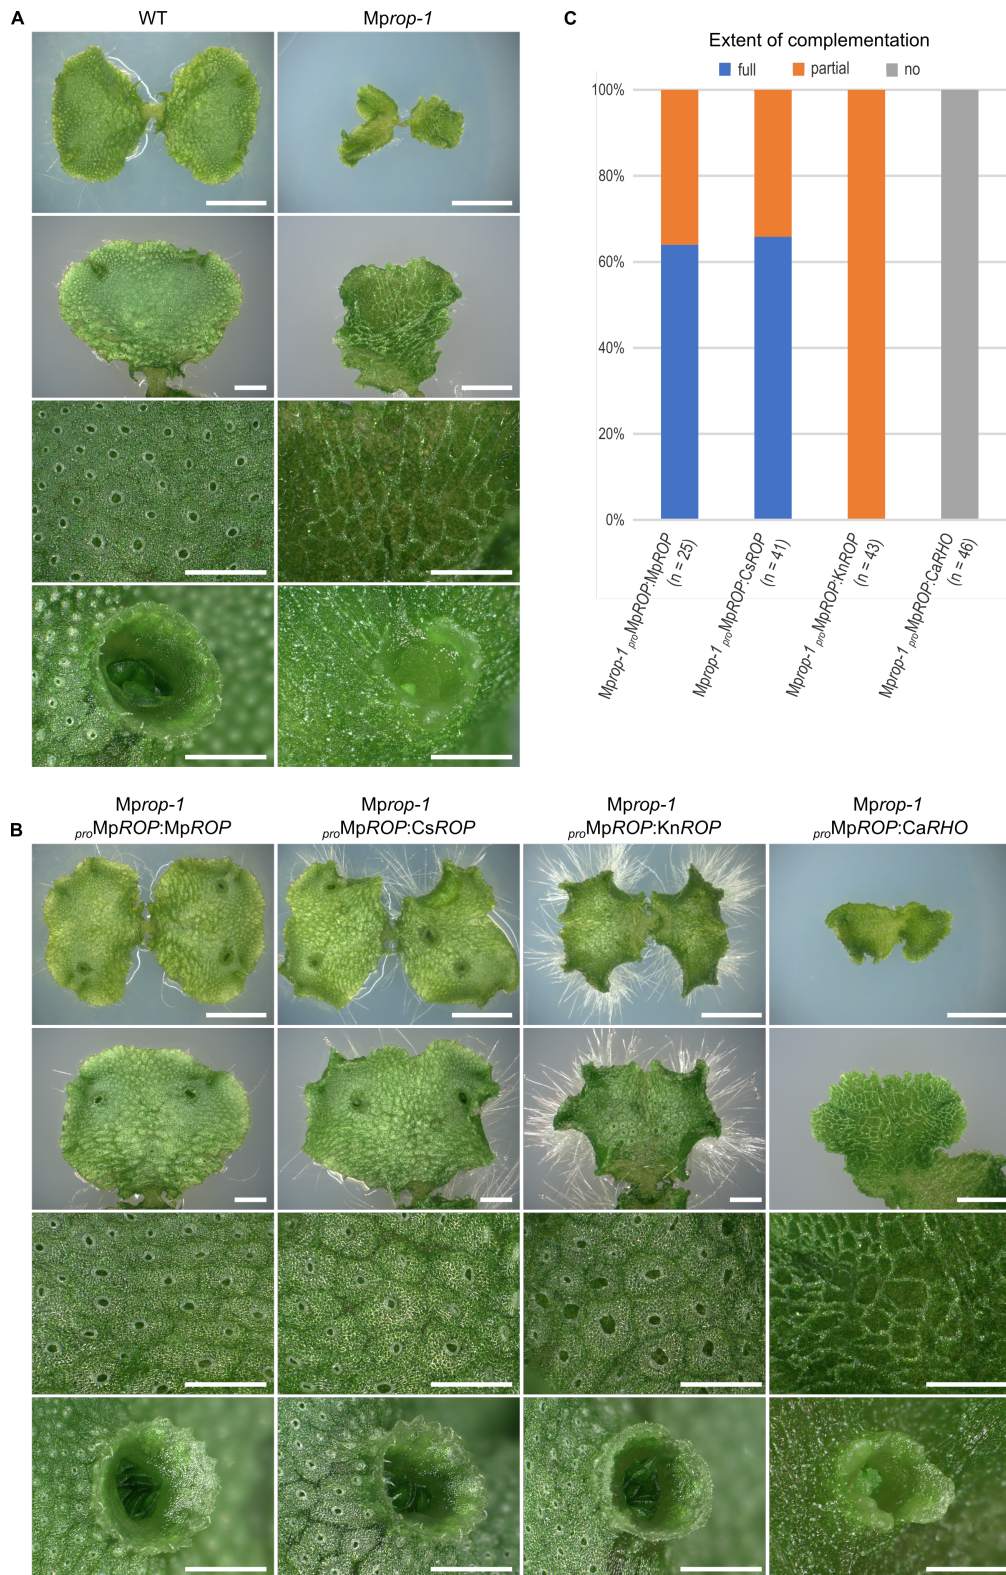 A
WT
Mprop-1
C
Extent of complementation
full
partial
no
100%
80%
60%
40%
20%
0%
Mprop-1 proMpROP:MpROP
(n = 25)
Mprop-1 proMpROP:CsROP
(n = 41)
Mprop-1 proMpROP:KnROP
(n = 43)
Mprop-1 proMpROP:CaRHO
(n = 46)
B
Mprop-1
proMpROP:MpROP
Mprop-1
proMpROP:CsROP
Mprop-1
proMpROP:KnROP
Mprop-1
proMpROP:CaRHO